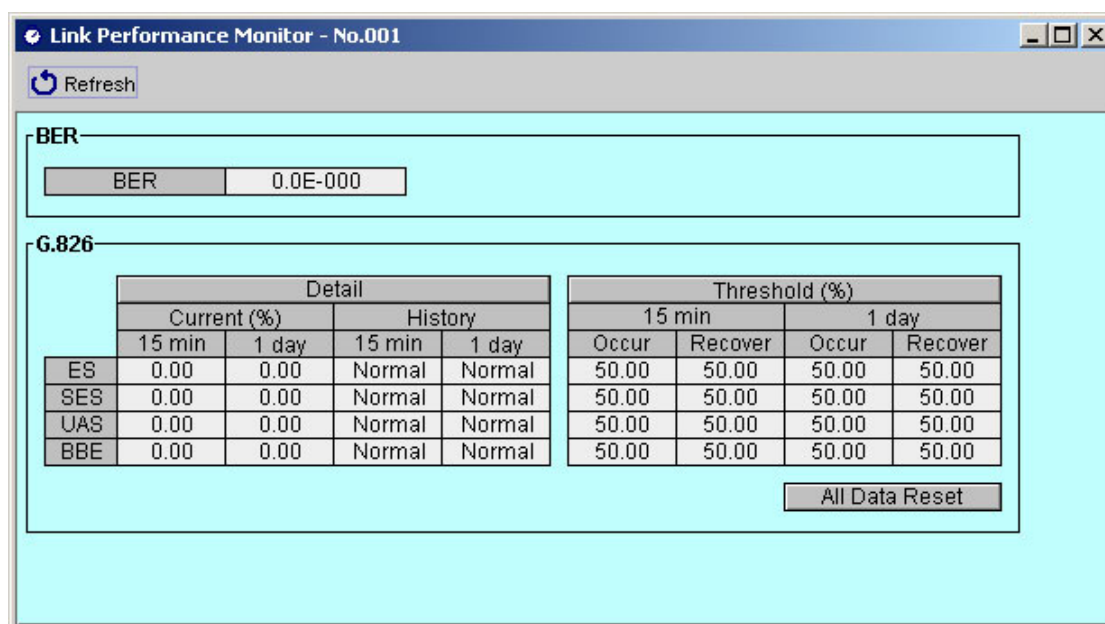 Link Performance Monitor - No.001
Refresh
BER
BER 0.0E-000
G.826
Detail Threshold (%)
Current (%) History 15 min 1 day
15 min 1 day 15 min 1 day Occur Recover Occur Recover
ES 0.00 0.00 Normal Normal 50.00 50.00 50.00 50.00
SES 0.00 0.00 Normal Normal 50.00 50.00 50.00 50.00
UAS 0.00 0.00 Normal Normal 50.00 50.00 50.00 50.00
BBE 0.00 0.00 Normal Normal 50.00 50.00 50.00 50.00
All Data Reset